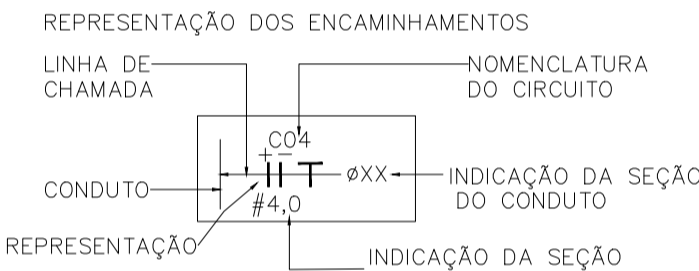 REPRESENTAÇÃO DOS ENCAMINHAMENTOS
LINHA DE
CHAMADA
NOMENCLATURA
DO CIRCUITO
C04
+ −
øXX
#4,0
CONDUTO
INDICAÇÃO DA SEÇÃO
DO CONDUTO
REPRESENTAÇÃO
INDICAÇÃO DA SEÇÃO